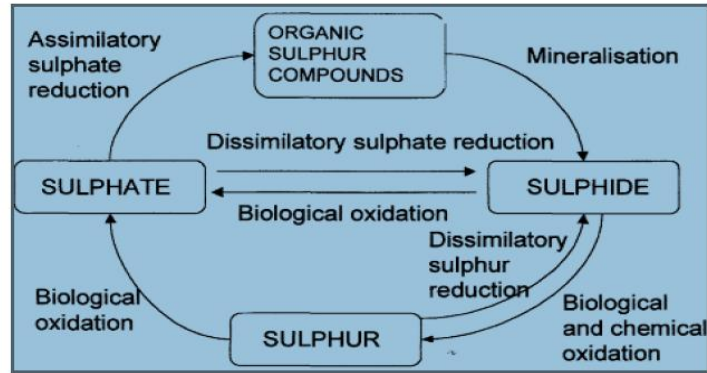 Assimilatory
sulphate
reduction
ORGANIC
SULPHUR
COMPOUNDS
Mineralisation
Dissimilatory sulphate reduction
SULPHATE
SULPHIDE
Biological oxidation
Dissimilatory
sulphur
reduction
Biological
oxidation
SULPHUR
Biological
and chemical
oxidation